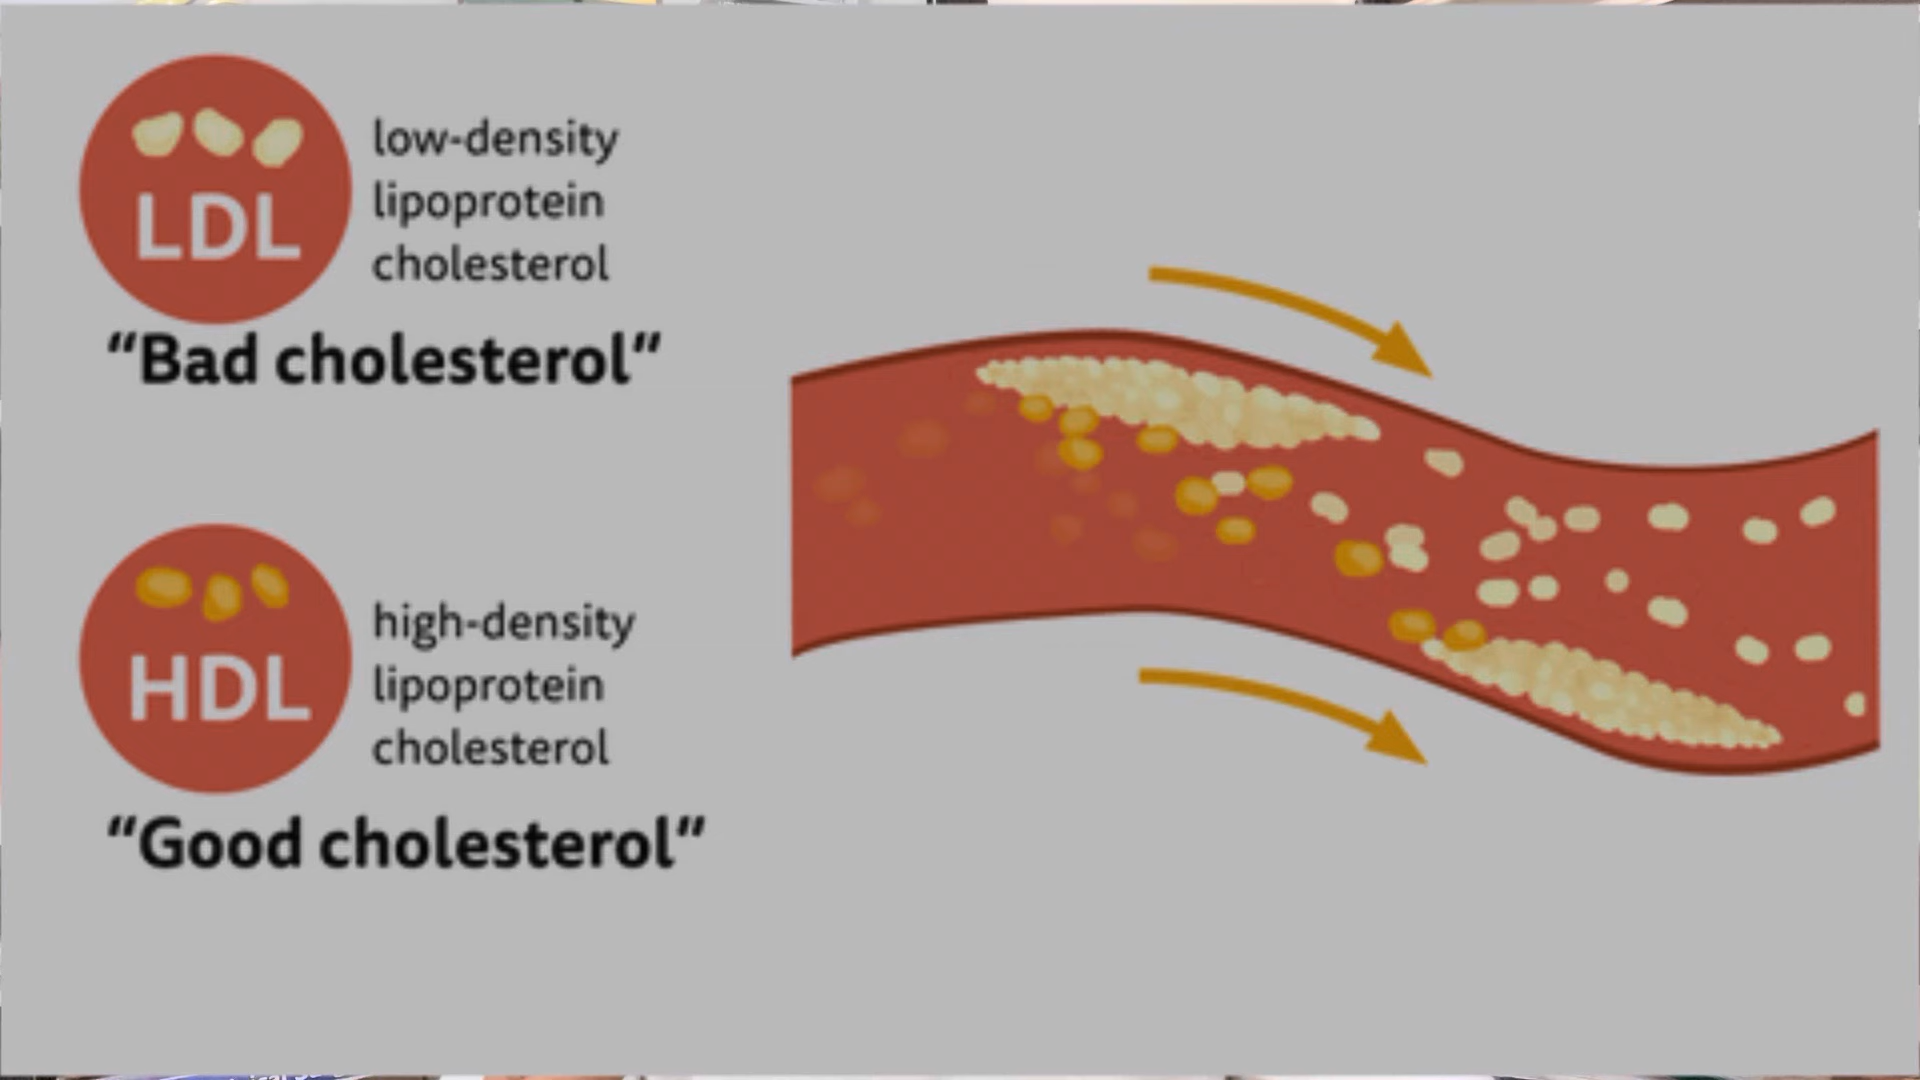 LDL
low-density
lipoprotein
cholesterol
“Bad cholesterol”
HDL
high-density
lipoprotein
cholesterol
“Good cholesterol”